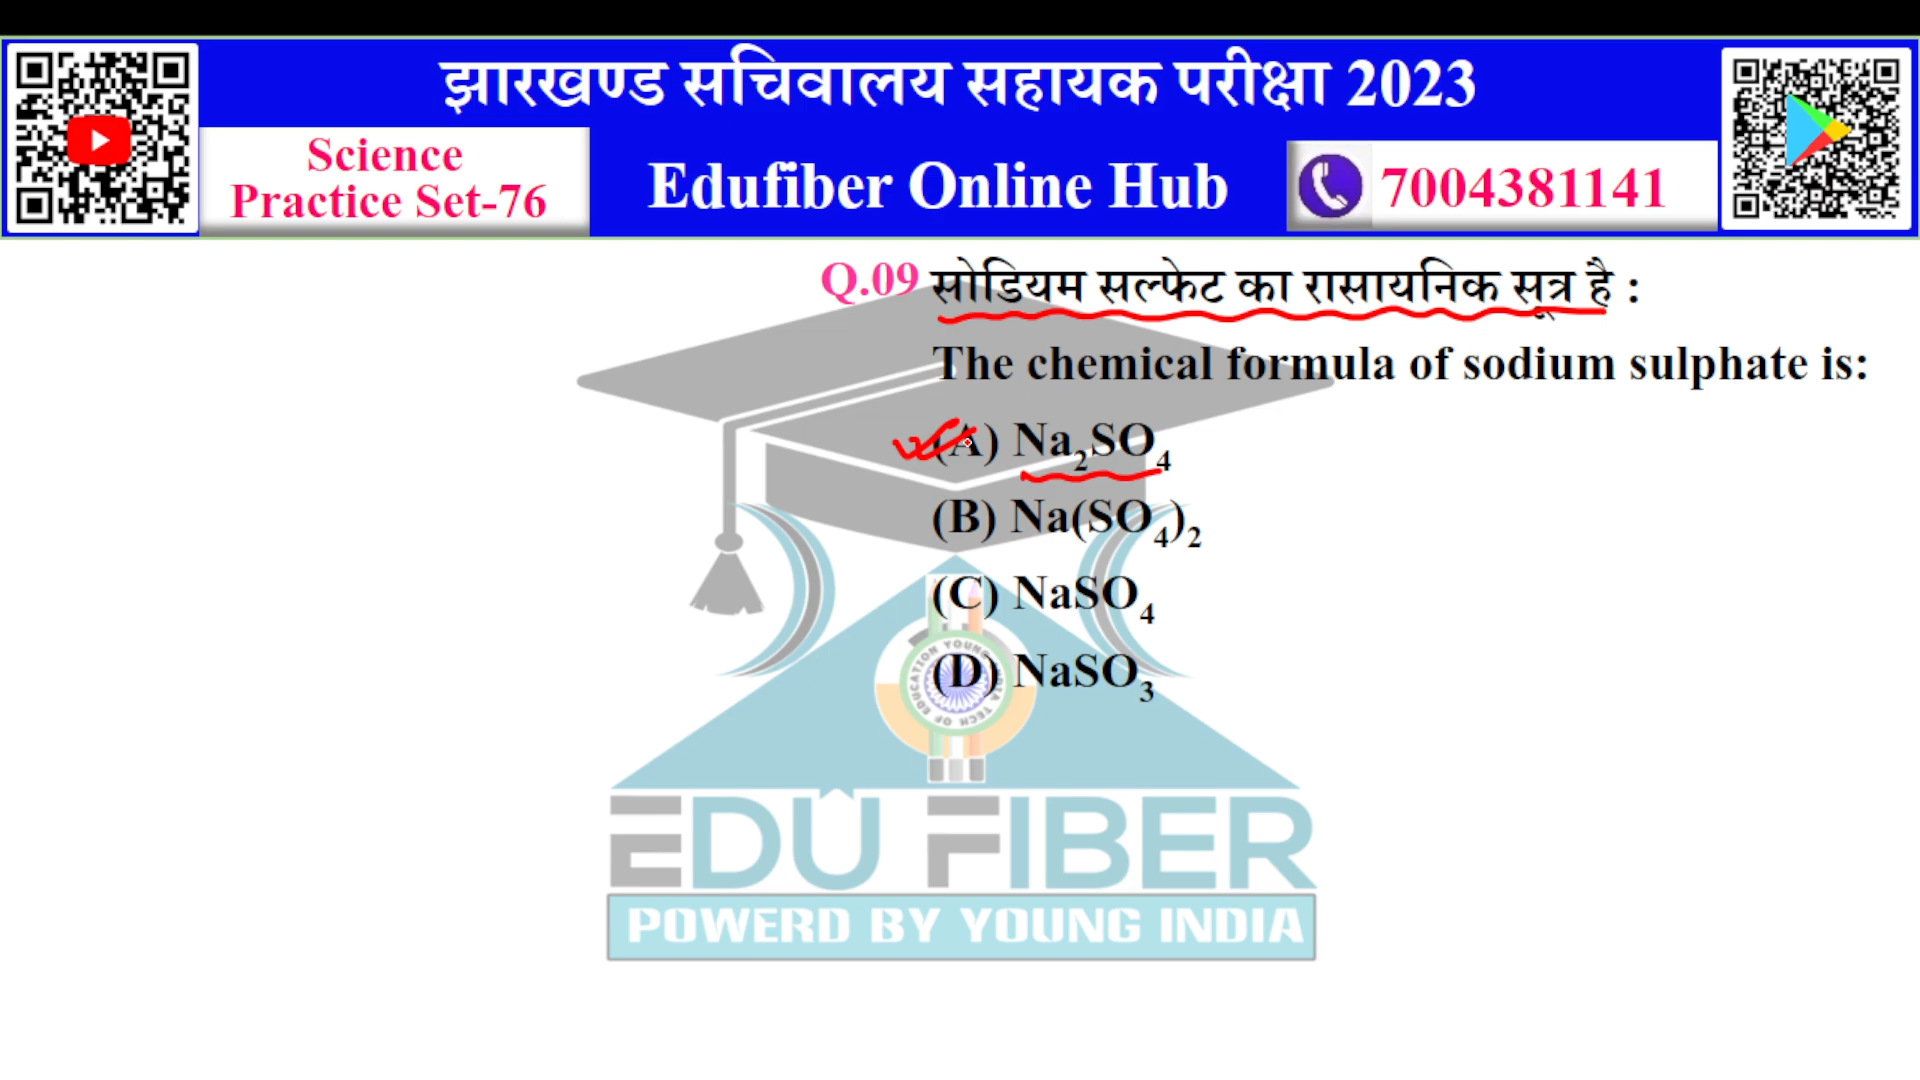 झारखण्ड सचिवालय सहायक परीक्षा 2023
Science
Practice Set-76
Edufiber Online Hub
7004381141
Q.09 सोडियम सल्फेट का रासायनिक सूत्र है :
The chemical formula of sodium sulphate is:
(A) Na₂SO₄
(B) Na(SO₄)₂
(C) NaSO₄
(D) NaSO₃
EDU FIBER
POWERD BY YOUNG INDIA